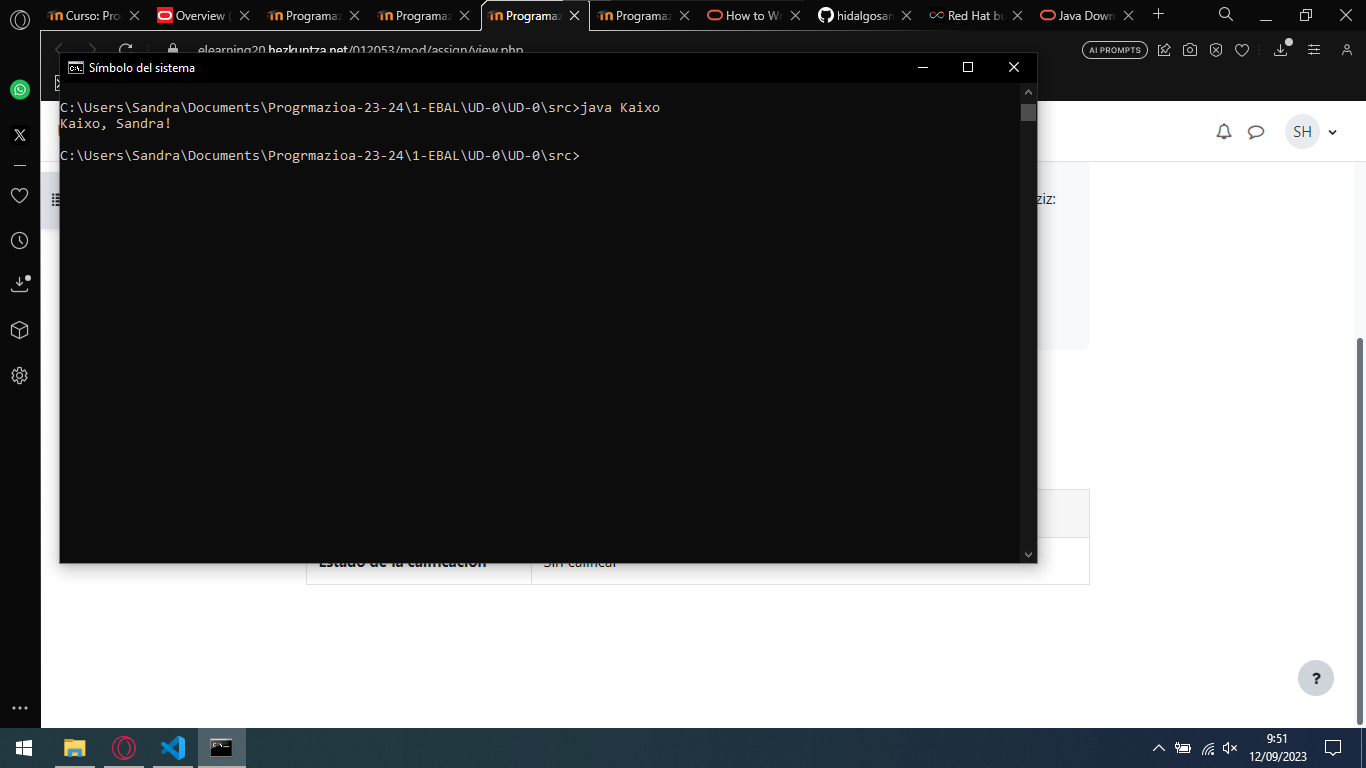 Curso: Pro
Overview (
Programaz
Programaz
Programaz
Programaz
How to Wr
hidalgosan
Red Hat bu
Java Down
elearning20.hezkuntza.net/012053/mod/assign/view.php
AI PROMPTS
Símbolo del sistema
C:\Users\Sandra\Documents\Progrmazioa-23-24\1-EBAL\UD-0\UD-0\src>java Kaixo
Kaixo, Sandra!
C:\Users\Sandra\Documents\Progrmazioa-23-24\1-EBAL\UD-0\UD-0\src>
SH
ziz:
Estado de la calificación
Sin calificar
?
9:51
12/09/2023